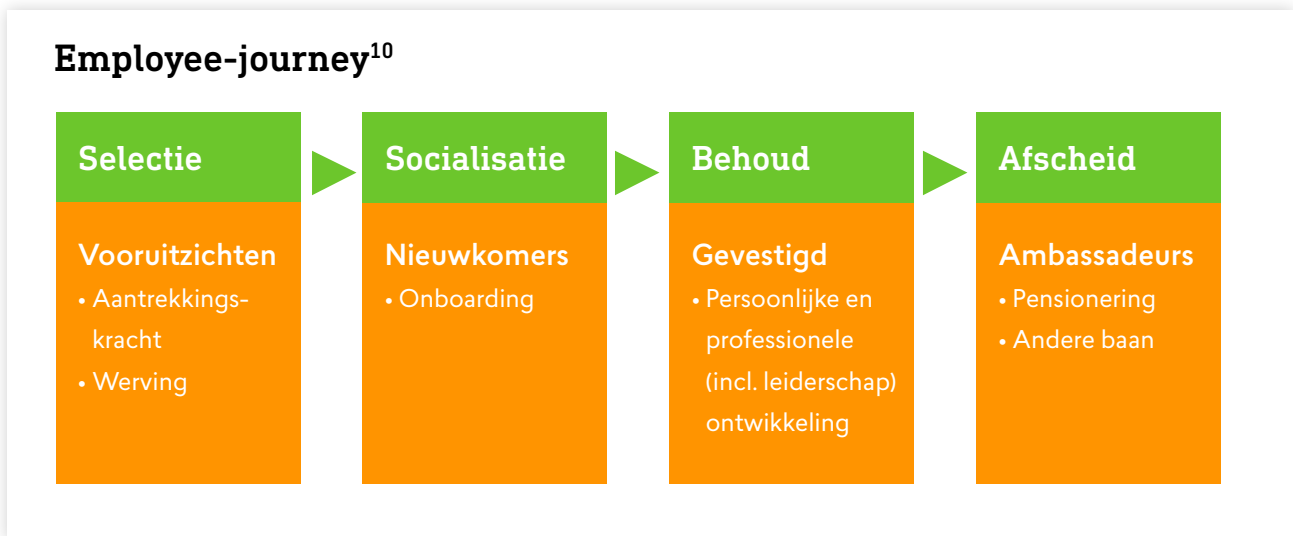 Employee-journey¹⁰
Selectie
Vooruitzichten
• Aantrekkings-
kracht
• Werving
Socialisatie
Nieuwkomers
• Onboarding
Behoud
Gevestigd
• Persoonlijke en
professionele
(incl. leiderschap)
ontwikkeling
Afscheid
Ambassadeurs
• Pensionering
• Andere baan